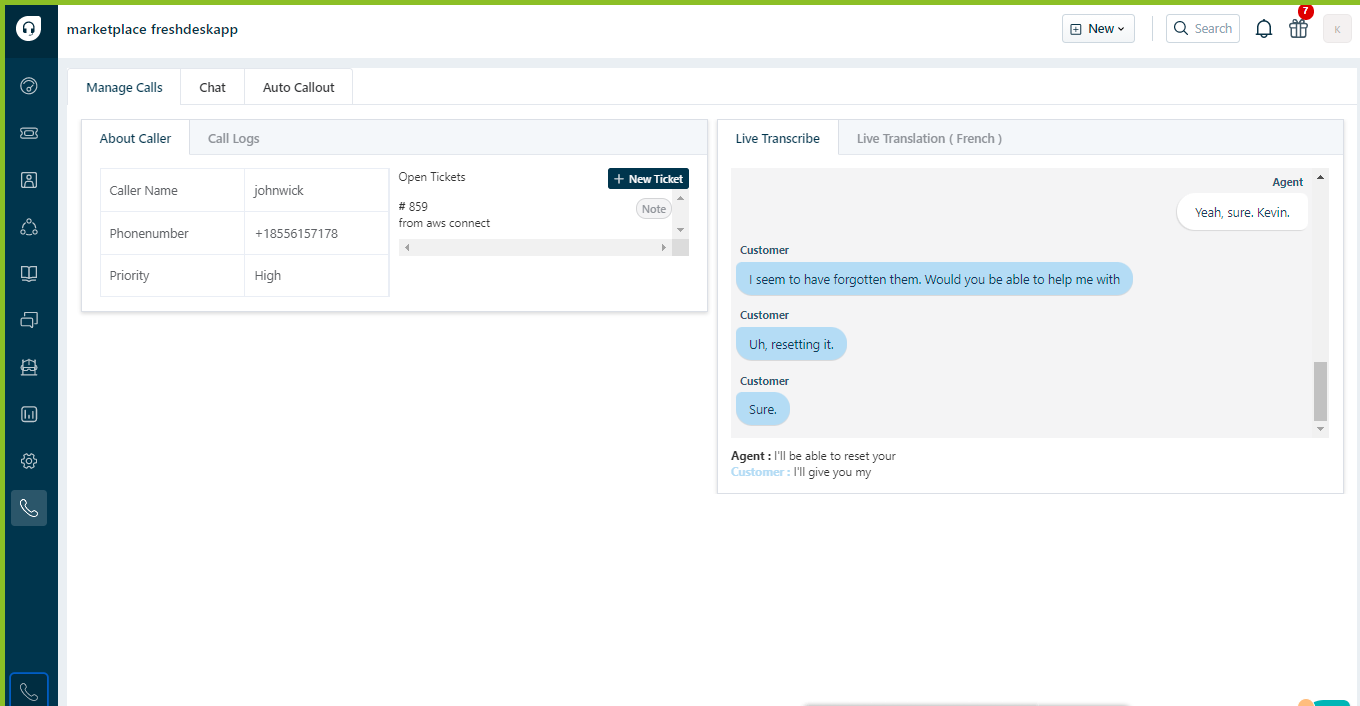 marketplace freshdeskapp
New
Search
7
K
Manage Calls
Chat
Auto Callout
About Caller
Call Logs
Caller Name
johnwick
Phonenumber
+18556157178
Priority
High
Open Tickets
+ New Ticket
# 859
Note
from aws connect
Live Transcribe
Live Translation ( French )
Agent
Yeah, sure. Kevin.
Customer
I seem to have forgotten them. Would you be able to help me with
Customer
Uh, resetting it.
Customer
Sure.
Agent : I'll be able to reset your
Customer : I'll give you my